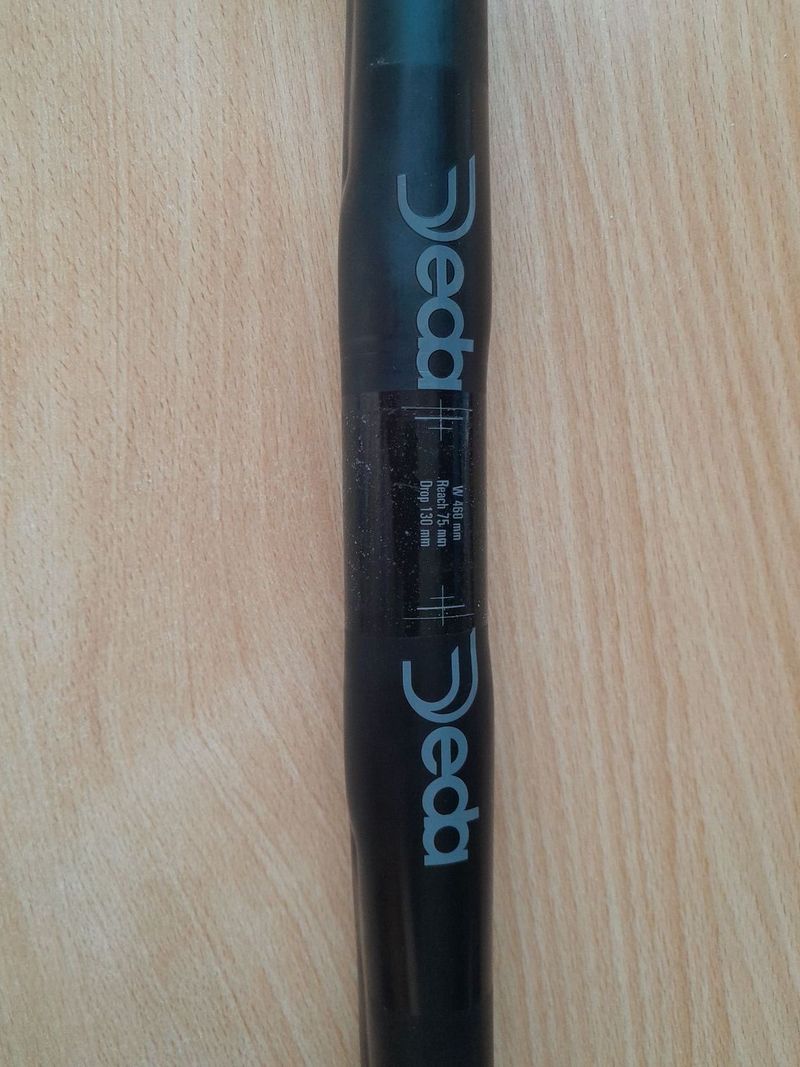 Deda
W 460 mm
Reach 75 mm
Drop 130 mm
Deda